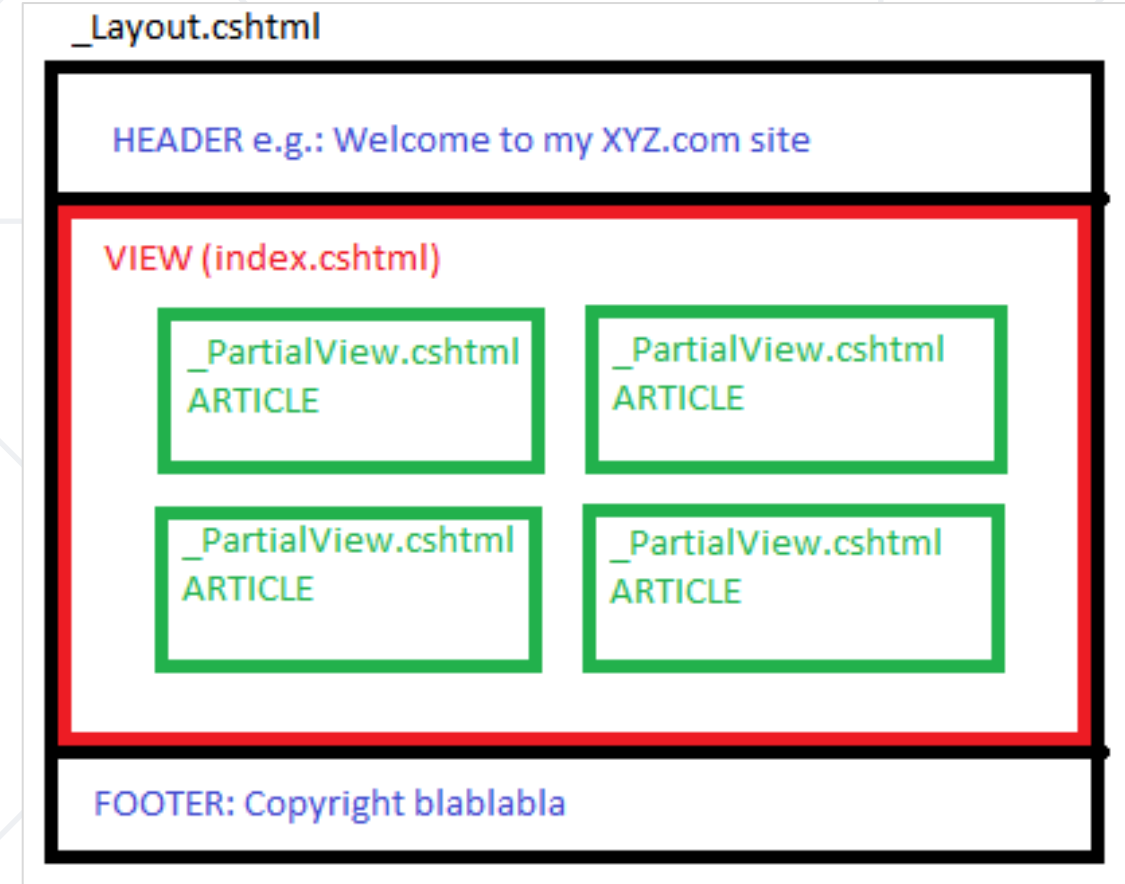 _Layout.cshtml
HEADER e.g.: Welcome to my XYZ.com site
VIEW (index.cshtml)
_PartialView.cshtml
ARTICLE
_PartialView.cshtml
ARTICLE
_PartialView.cshtml
ARTICLE
_PartialView.cshtml
ARTICLE
FOOTER: Copyright blablabla